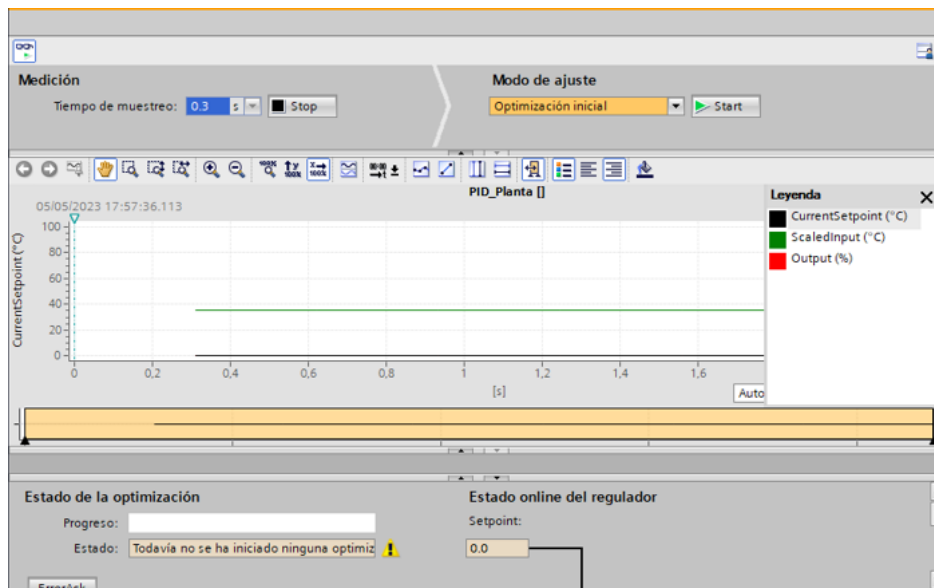 Medición
Tiempo de muestreo: 0.3 s Stop
Modo de ajuste
Optimización inicial Start
PID_Planta []
05/05/2023 17:57:36.113
CurrentSetpoint (°C)
100
80
60
40
20
0
0 0,2 0,4 0,6 0,8 1 1,2 1,4 1,6
[s]
Auto
Leyenda
CurrentSetpoint (°C)
ScaledInput (°C)
Output (%)
Estado de la optimización
Progreso:
Estado: Todavía no se ha iniciado ninguna optimiz
ErrorAck
Estado online del regulador
Setpoint:
0.0